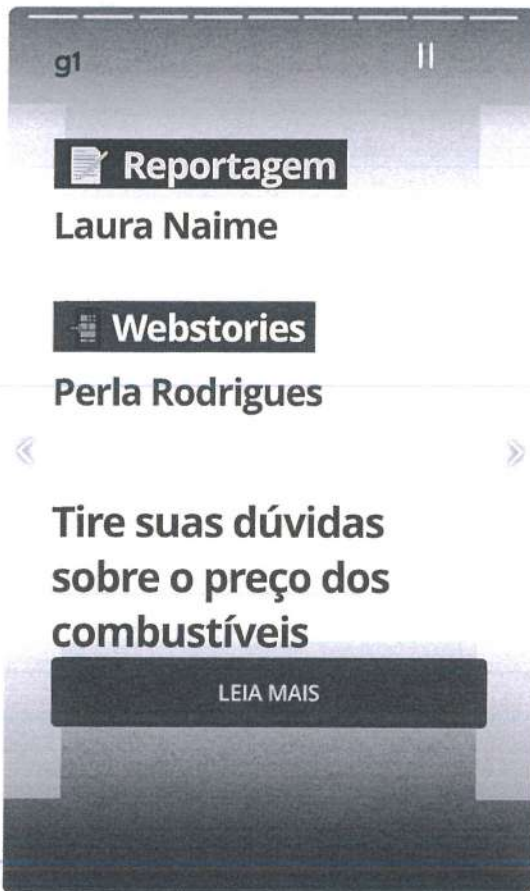 g1
Reportagem
Laura Naime
Webstories
Perla Rodrigues
Tire suas dúvidas
sobre o preço dos
combustíveis
LEIA MAIS